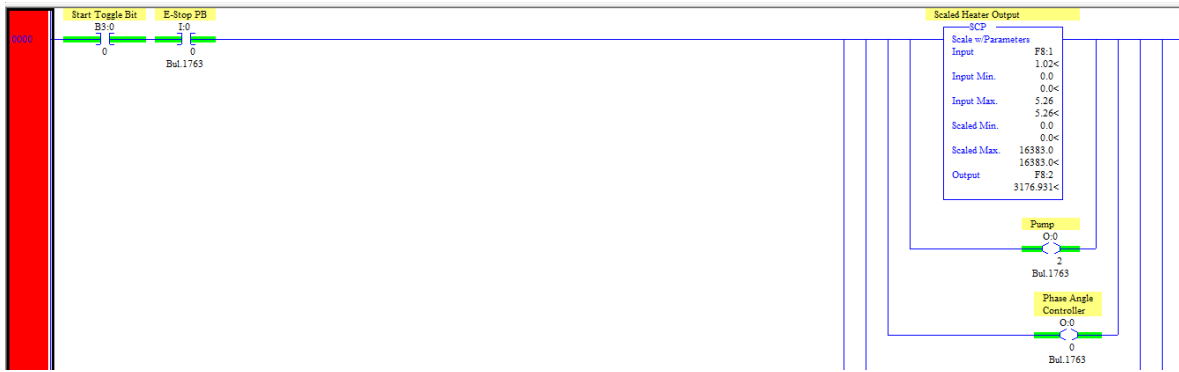 Start Toggle Bit
B3:0
0
E-Stop PB
I:0
0
Bul.1763
0000
Scaled Heater Output
SCP
Scale w/Parameters
Input F8:1
1.02<
Input Min. 0.0
0.0<
Input Max. 5.26
5.26<
Scaled Min. 0.0
0.0<
Scaled Max. 16383.0
16383.0<
Output F8:2
3176.931<
Pump
O:0
2
Bul.1763
Phase Angle
Controller
O:0
0
Bul.1763